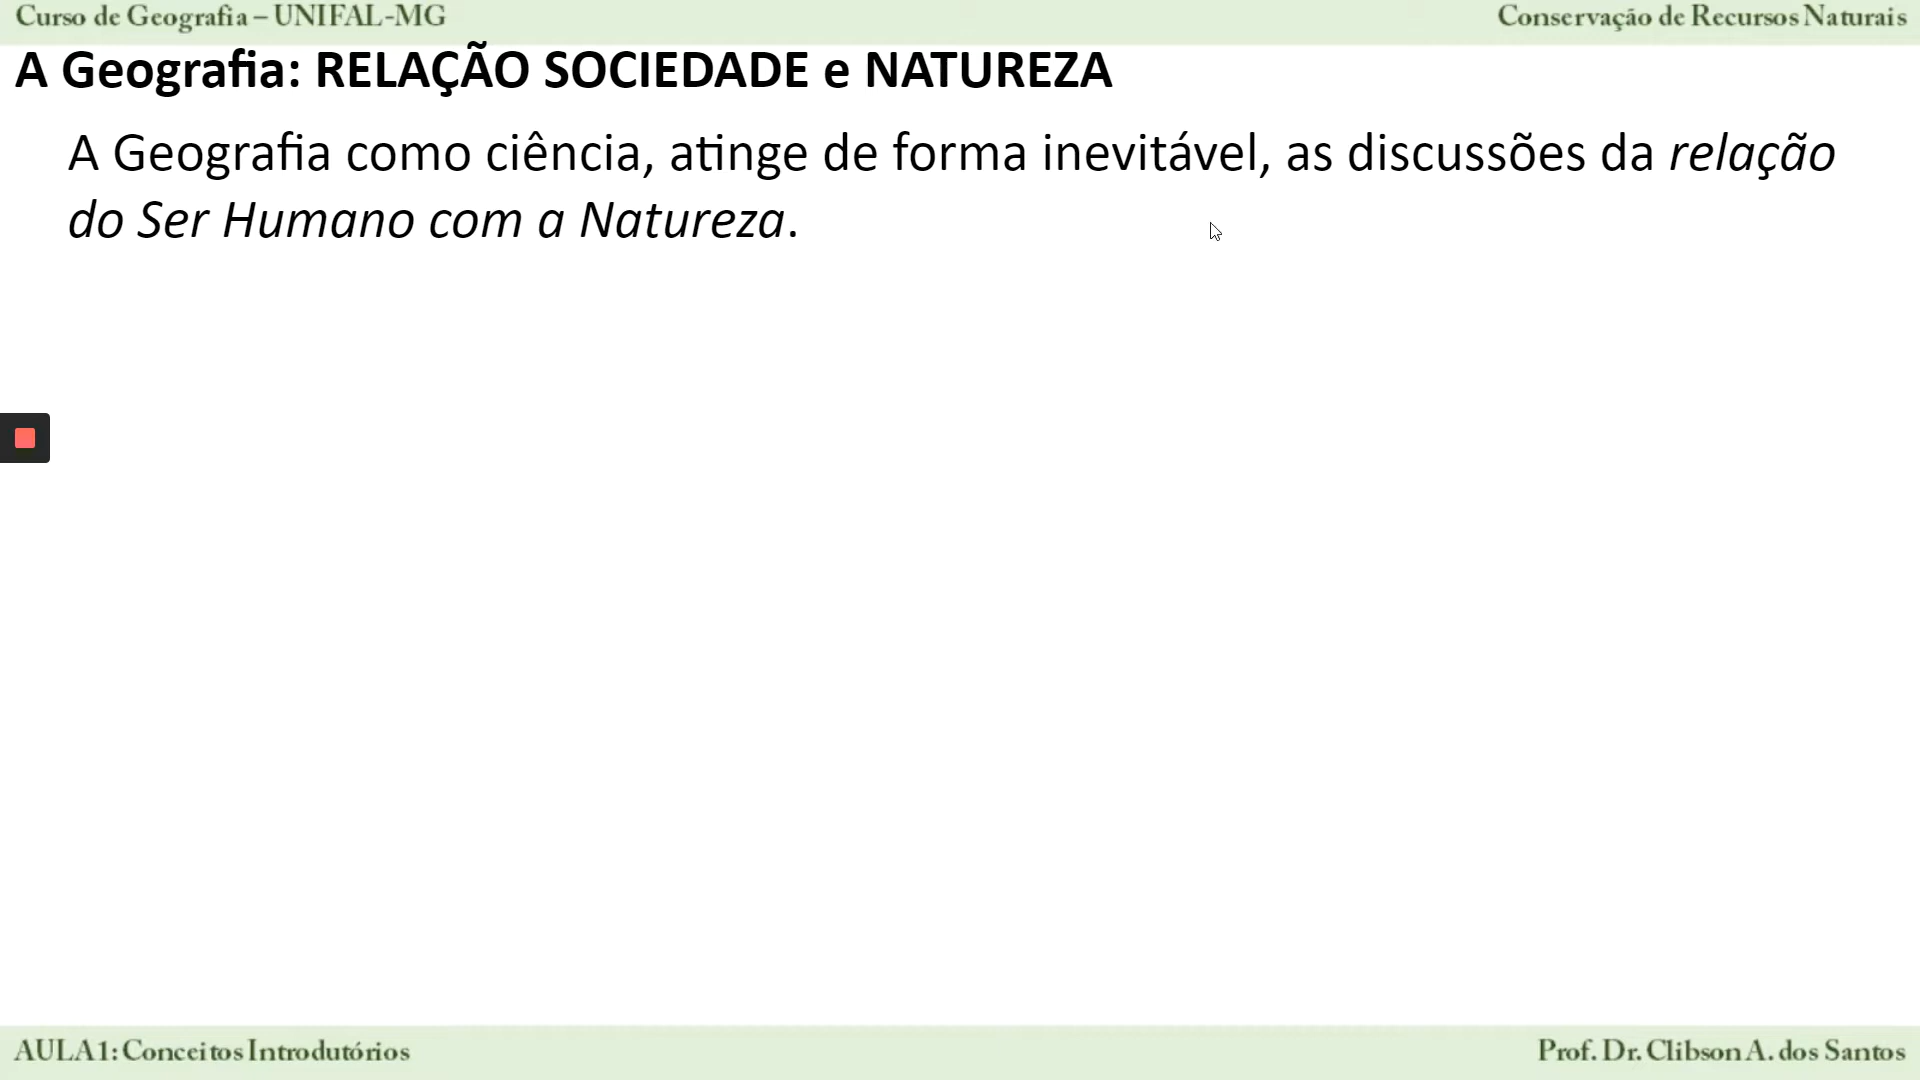 Curso de Geografia – UNIFAL-MG
Conservação de Recursos Naturais
A Geografia: RELAÇÃO SOCIEDADE e NATUREZA
A Geografia como ciência, atinge de forma inevitável, as discussões da relação
do Ser Humano com a Natureza.
AULA 1: Conceitos Introdutórios
Prof. Dr. Clibson A. dos Santos